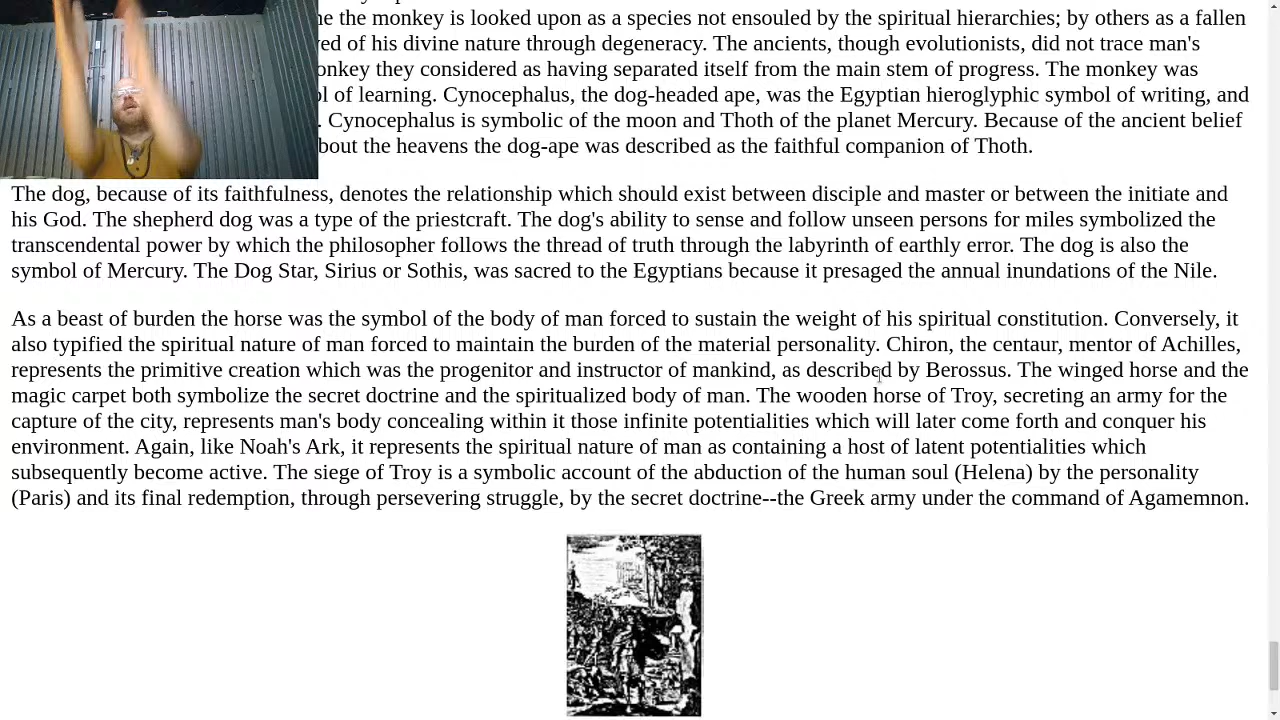 me the monkey is looked upon as a species not ensouled by the spiritual hierarchies; by others as a fallen
of his divine nature through degeneracy. The ancients, though evolutionists, did not trace man's
they considered as having separated itself from the main stem of progress. The monkey was
of learning. Cynocephalus, the dog-headed ape, was the Egyptian hieroglyphic symbol of writing, and
. Cynocephalus is symbolic of the moon and Thoth of the planet Mercury. Because of the ancient belief
the heavens the dog-ape was described as the faithful companion of Thoth.
The dog, because of its faithfulness, denotes the relationship which should exist between disciple and master or between the initiate and
his God. The shepherd dog was a type of the priestcraft. The dog's ability to sense and follow unseen persons for miles symbolized the
transcendental power by which the philosopher follows the thread of truth through the labyrinth of earthly error. The dog is also the
symbol of Mercury. The Dog Star, Sirius or Sothis, was sacred to the Egyptians because it presaged the annual inundations of the Nile.
As a beast of burden the horse was the symbol of the body of man forced to sustain the weight of his spiritual constitution. Conversely, it
also typified the spiritual nature of man forced to maintain the burden of the material personality. Chiron, the centaur, mentor of Achilles,
represents the primitive creation which was the progenitor and instructor of mankind, as described by Berossus. The winged horse and the
magic carpet both symbolize the secret doctrine and the spiritualized body of man. The wooden horse of Troy, secreting an army for the
capture of the city, represents man's body concealing within it those infinite potentialities which will later come forth and conquer his
environment. Again, like Noah's Ark, it represents the spiritual nature of man as containing a host of latent potentialities which
subsequently become active. The siege of Troy is a symbolic account of the abduction of the human soul (Helena) by the personality
(Paris) and its final redemption, through persevering struggle, by the secret doctrine--the Greek army under the command of Agamemnon.